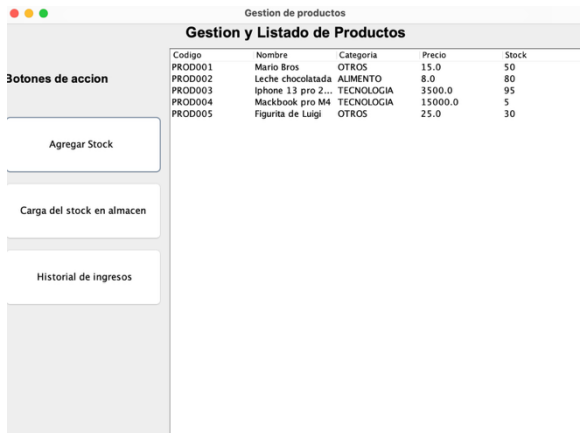 Gestion de productos
Gestion y Listado de Productos
Botones de accion
Agregar Stock
Carga del stock en almacen
Historial de ingresos
Codigo Nombre Categoria Precio Stock
PROD001 Mario Bros OTROS 15.0 50
PROD002 Leche chocolatada ALIMENTO 8.0 80
PROD003 Iphone 13 pro 2... TECNOLOGIA 3500.0 95
PROD004 Mackbook pro M4 TECNOLOGIA 15000.0 5
PROD005 Figurita de Luigi OTROS 25.0 30